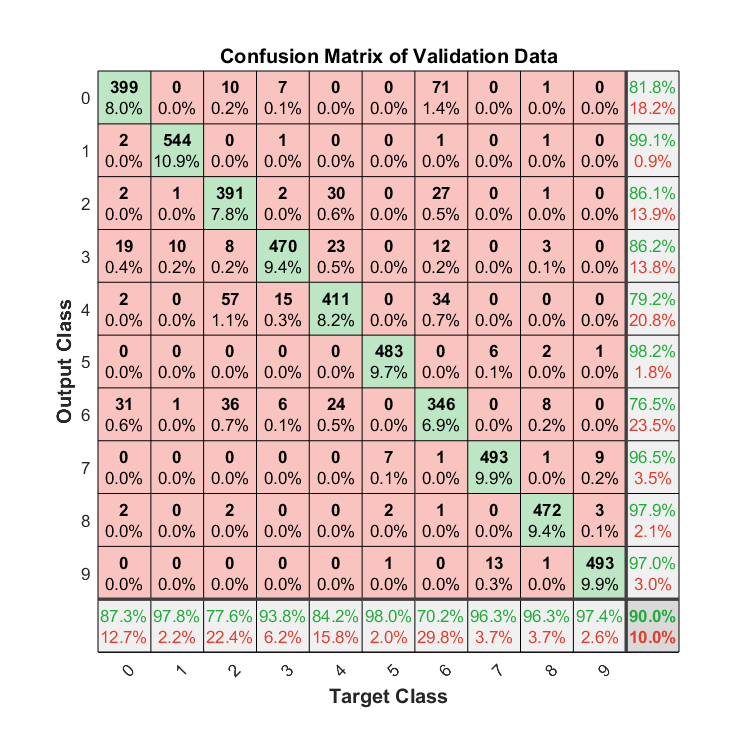 Confusion Matrix of Validation Data
0 399 0 10 7 0 0 71 0 1 0 81.8%
8.0% 0.0% 0.2% 0.1% 0.0% 0.0% 1.4% 0.0% 0.0% 0.0% 18.2%
1 2 544 0 1 0 0 1 0 1 0 99.1%
0.0% 10.9% 0.0% 0.0% 0.0% 0.0% 0.0% 0.0% 0.0% 0.0% 0.9%
2 2 1 391 2 30 0 27 0 1 0 86.1%
0.0% 0.0% 7.8% 0.0% 0.6% 0.0% 0.5% 0.0% 0.0% 0.0% 13.9%
3 19 10 8 470 23 0 12 0 3 0 86.2%
0.4% 0.2% 0.2% 9.4% 0.5% 0.0% 0.2% 0.0% 0.1% 0.0% 13.8%
4 2 0 57 15 411 0 34 0 0 0 79.2%
0.0% 0.0% 1.1% 0.3% 8.2% 0.0% 0.7% 0.0% 0.0% 0.0% 20.8%
5 0 0 0 0 0 483 0 6 2 1 98.2%
0.0% 0.0% 0.0% 0.0% 0.0% 9.7% 0.0% 0.1% 0.0% 0.0% 1.8%
6 31 1 36 6 24 0 346 0 8 0 76.5%
0.6% 0.0% 0.7% 0.1% 0.5% 0.0% 6.9% 0.0% 0.2% 0.0% 23.5%
7 0 0 0 0 0 7 1 493 1 9 96.5%
0.0% 0.0% 0.0% 0.0% 0.0% 0.1% 0.0% 9.9% 0.0% 0.2% 3.5%
8 2 0 2 0 0 2 1 0 472 3 97.9%
0.0% 0.0% 0.0% 0.0% 0.0% 0.0% 0.0% 0.0% 9.4% 0.1% 2.1%
9 0 0 0 0 0 1 0 13 1 493 97.0%
0.0% 0.0% 0.0% 0.0% 0.0% 0.0% 0.0% 0.3% 0.0% 9.9% 3.0%
87.3% 97.8% 77.6% 93.8% 84.2% 98.0% 70.2% 96.3% 96.3% 97.4% 90.0%
12.7% 2.2% 22.4% 6.2% 15.8% 2.0% 29.8% 3.7% 3.7% 2.6% 10.0%
0 1 2 3 4 5 6 7 8 9
Target Class
Output Class